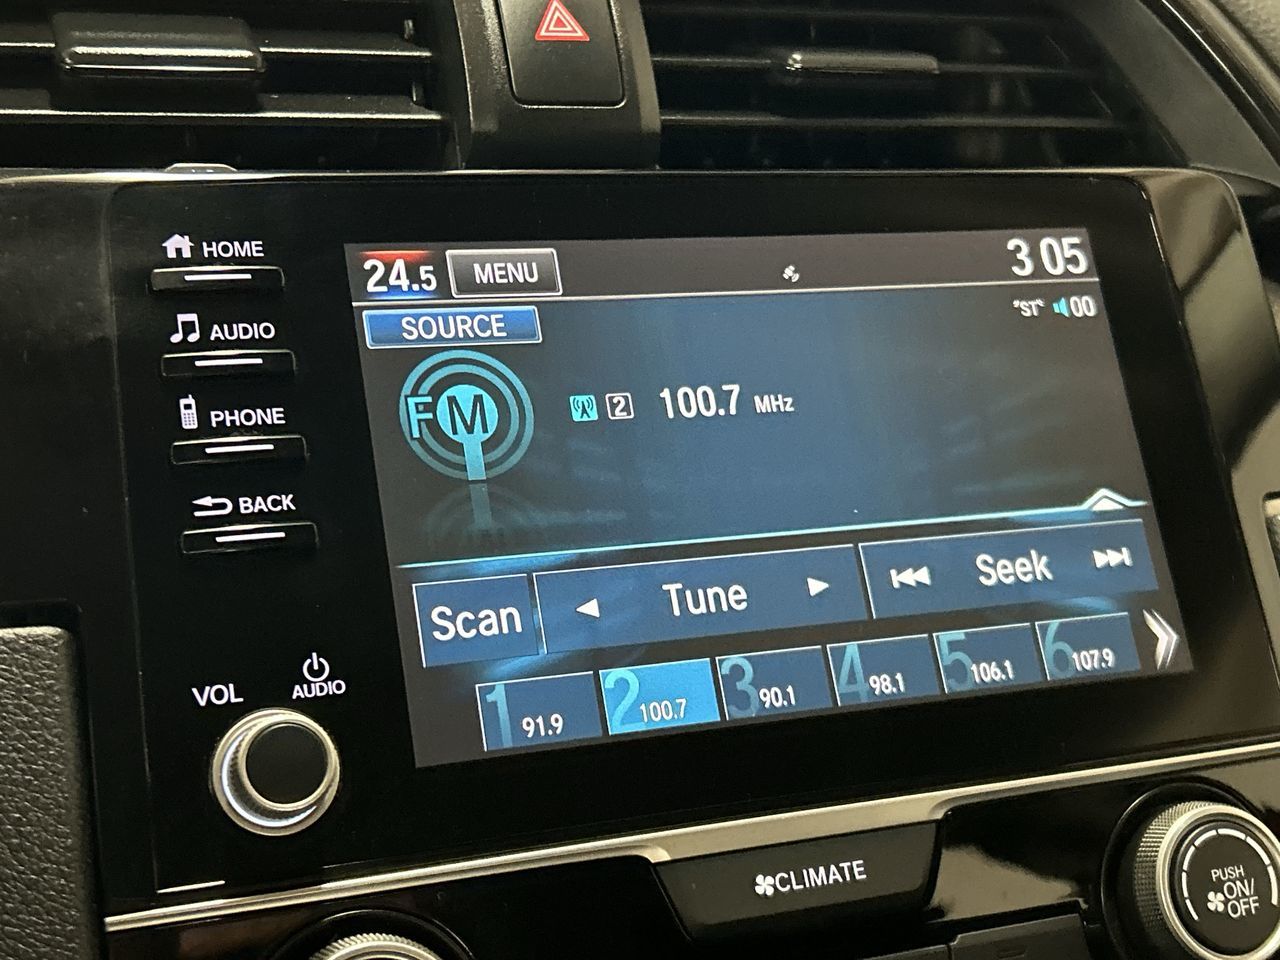 HOME
AUDIO
PHONE
BACK
VOL
AUDIO
24.5 MENU 3 05
SOURCE
ST 00
FM 2 100.7 MHz
Scan Tune Seek
1 91.9 2 100.7 3 90.1 4 98.1 5 106.1 6 107.9
CLIMATE
PUSH
ON/
OFF